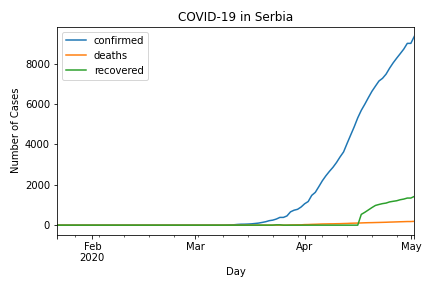 COVID-19 in Serbia
confirmed
deaths
recovered
Number of Cases
8000
6000
4000
2000
0
Feb
2020
Mar
Apr
May
Day